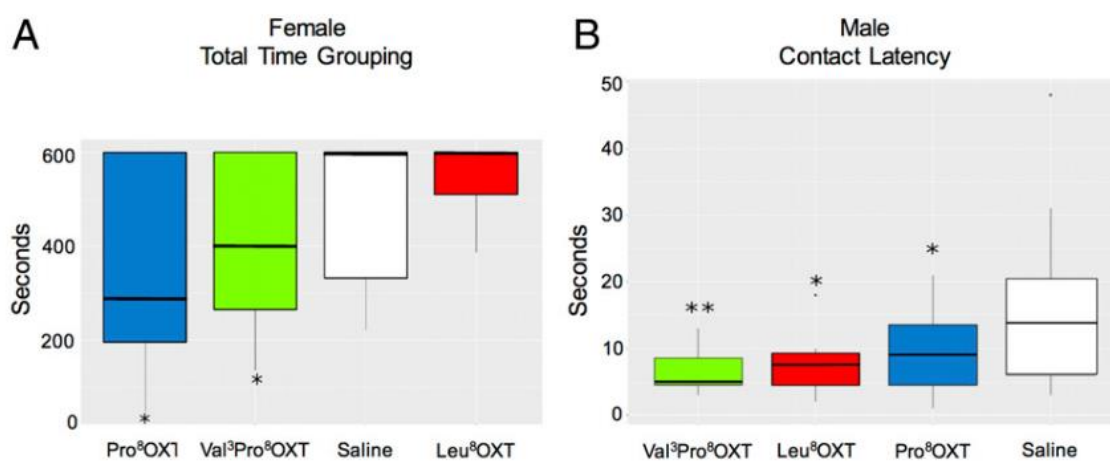 A
Female
Total Time Grouping
Seconds
600
400
200
0
*
*
Pro⁸OXT
Val³Pro⁸OXT
Saline
Leu⁸OXT
B
Male
Contact Latency
Seconds
50
40
30
20
10
0
**
*
*
Val³Pro⁸OXT
Leu⁸OXT
Pro⁸OXT
Saline